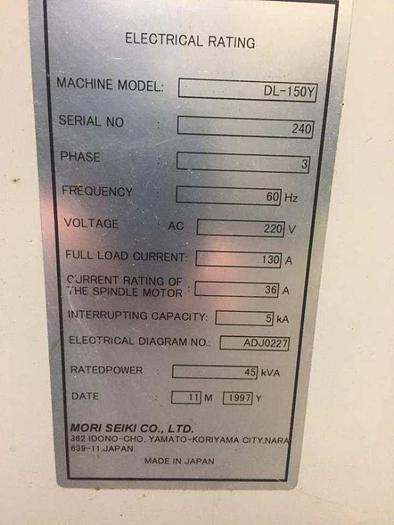 ELECTRICAL RATING
MACHINE MODEL: DL-150Y
SERIAL NO : 240
PHASE : 3
FREQUENCY : 60 Hz
VOLTAGE : AC 220 V
FULL LOAD CURRENT: 130 A
CURRENT RATING OF
THE SPINDLE MOTOR : 36 A
INTERRUPTING CAPACITY: 5 kA
ELECTRICAL DIAGRAM NO.: ADJ0227
RATEDPOWER : 45 kVA
DATE : 11 M 1997 Y
MORI SEIKI CO., LTD.
362 IDONO-CHO, YAMATO-KORIYAMA CITY,NARA
639-11,JAPAN
MADE IN JAPAN